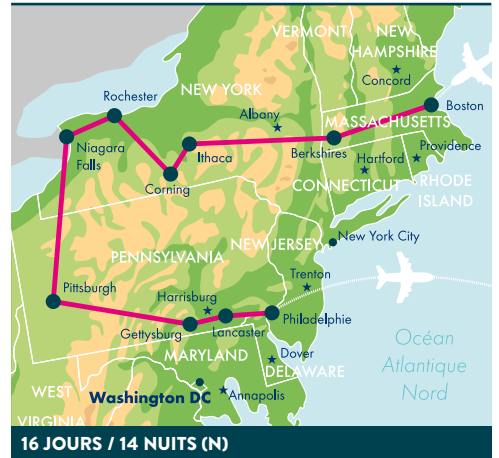 VERMONT
NEW
HAMPSHIRE
Concord
NEW YORK
Rochester
Albany
Boston
MASSACHUSETTS
Niagara
Falls
Ithaca
Berkshires
Providence
Hartford
Corning
CONNECTICUT
RHODE
ISLAND
NEW JERSEY
New York City
PENNSYLVANIA
Trenton
Pittsburgh
Harrisburg
Philadelphie
Lancaster
Gettysburg
Océan
Atlantique
Nord
MARYLAND
Dover
DELAWARE
WEST
VIRGINIA
Washington DC
Annapolis
16 JOURS / 14 NUITS (N)